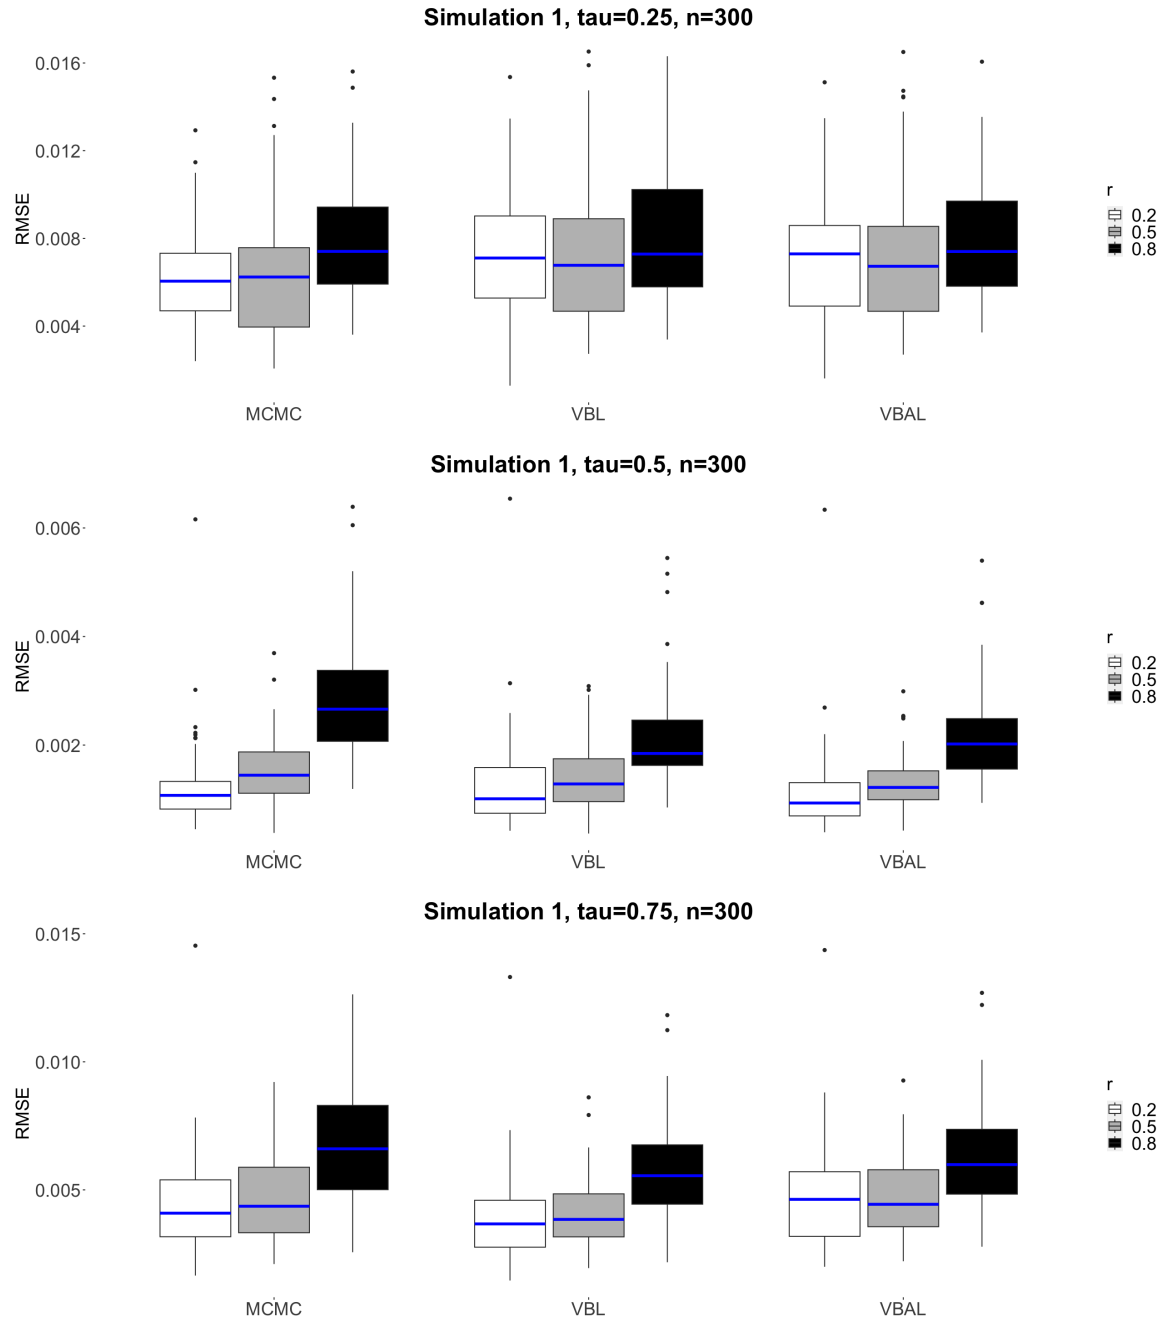 Simulation 1, tau=0.25, n=300
0.016
0.012
0.008
0.004
RMSE
MCMC VBL VBAL
r
0.2
0.5
0.8
Simulation 1, tau=0.5, n=300
0.006
0.004
0.002
RMSE
MCMC VBL VBAL
r
0.2
0.5
0.8
Simulation 1, tau=0.75, n=300
0.015
0.010
0.005
RMSE
MCMC VBL VBAL
r
0.2
0.5
0.8